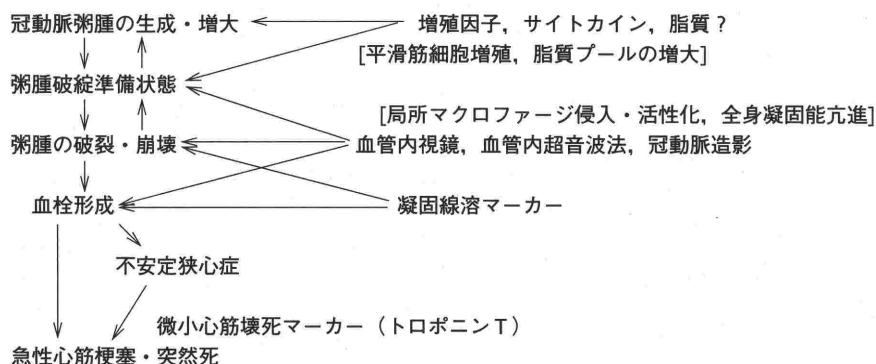 冠動脈粥腫の生成・増大
増殖因子，サイトカイン，脂質？
[平滑筋細胞増殖，脂質プールの増大]
粥腫破綻準備状態
[局所マクロファージ侵入・活性化，全身凝固能亢進]
粥腫の破裂・崩壊
血管内視鏡，血管内超音波法，冠動脈造影
血栓形成
凝固線溶マーカー
不安定狭心症
微小心筋壊死マーカー（トロポニンＴ）
急性心筋梗塞・突然死